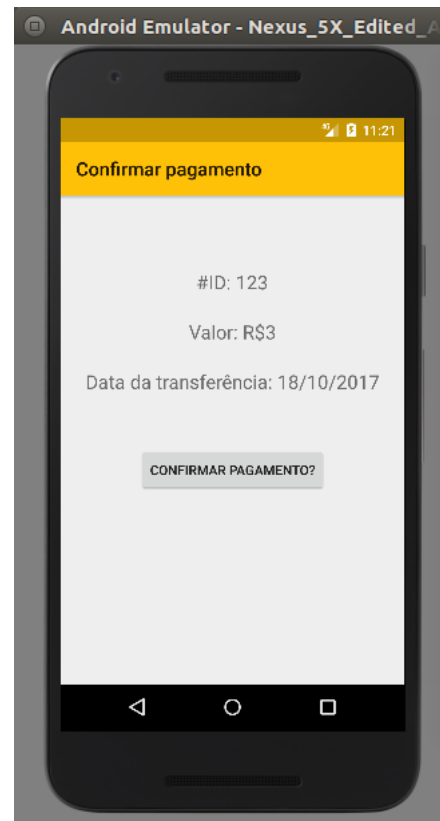 Android Emulator - Nexus_5X_Edited_A
11:21
Confirmar pagamento
#ID: 123
Valor: R$3
Data da transferência: 18/10/2017
CONFIRMAR PAGAMENTO?